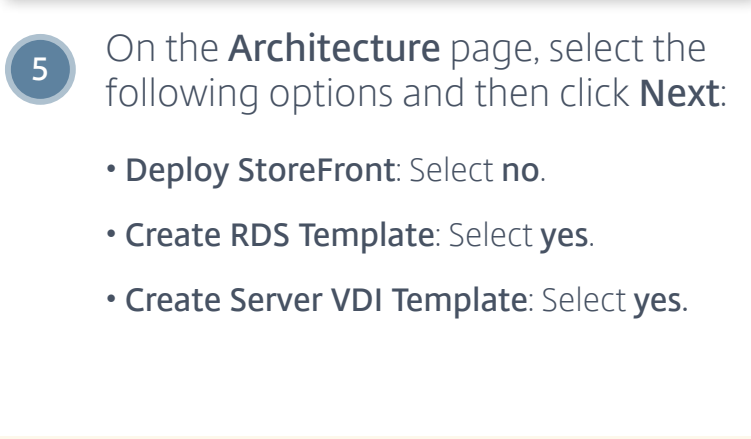 5
On the Architecture page, select the
following options and then click Next:
• Deploy StoreFront: Select no.
• Create RDS Template: Select yes.
• Create Server VDI Template: Select yes.